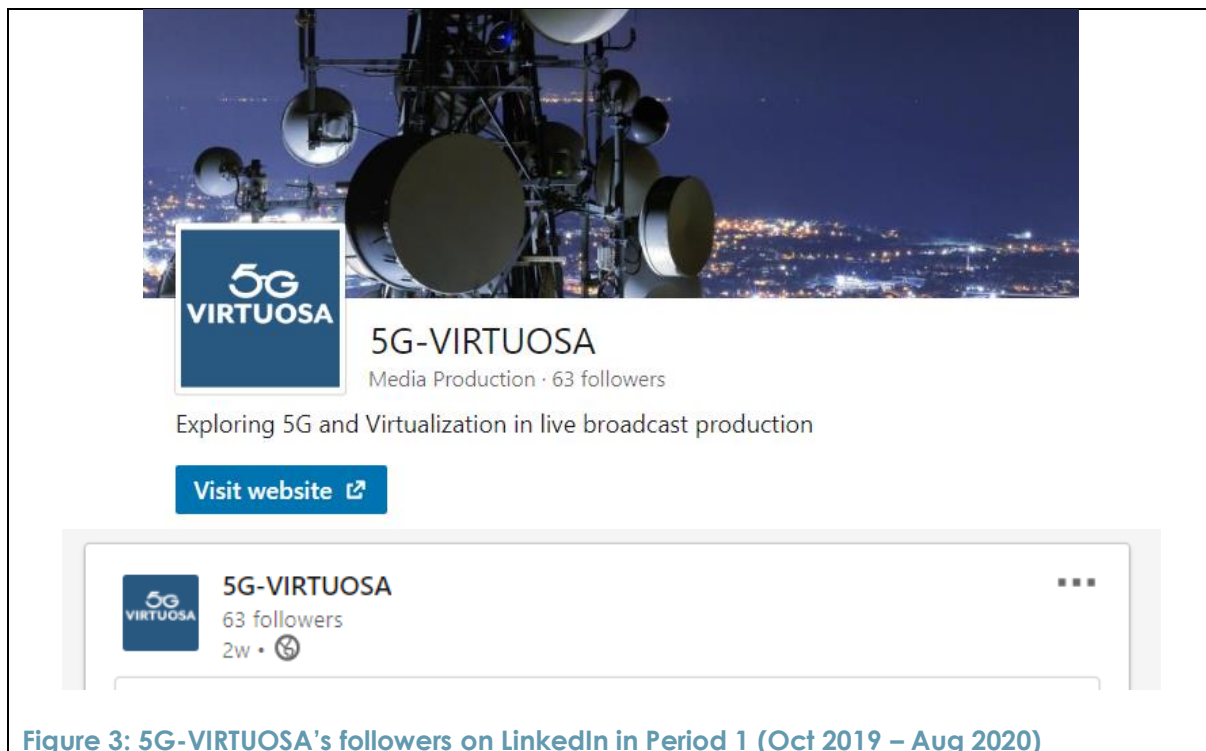 5G
VIRTUOSA
5G-VIRTUOSA
Media Production · 63 followers
Exploring 5G and Virtualization in live broadcast production
Visit website
5G
VIRTUOSA
5G-VIRTUOSA
63 followers
2w •
Figure 3: 5G-VIRTUOSA’s followers on LinkedIn in Period 1 (Oct 2019 – Aug 2020)